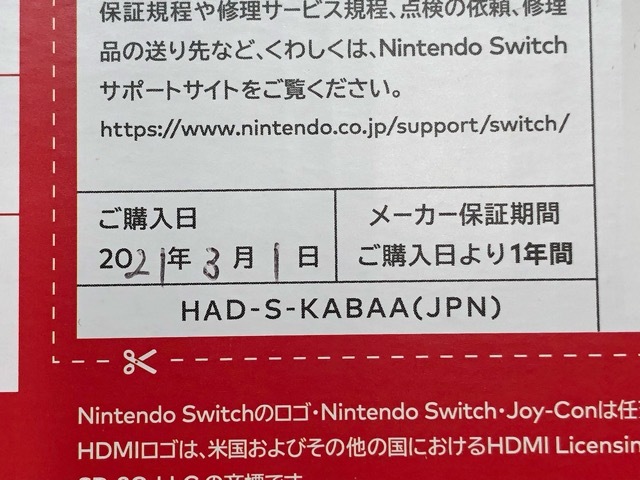 保証規程や修理サービス規程、点検の依頼、修理
品の送り先など、くわしくは、Nintendo Switch
サポートサイトをご覧ください。
https://www.nintendo.co.jp/support/switch/
ご購入日
2021年3月1日
メーカー保証期間
ご購入日より1年間
HAD-S-KABAA(JPN)
Nintendo Switchのロゴ・Nintendo Switch・Joy-Conは任
HDMIロゴは、米国およびその他の国におけるHDMI Licensing
の商標です